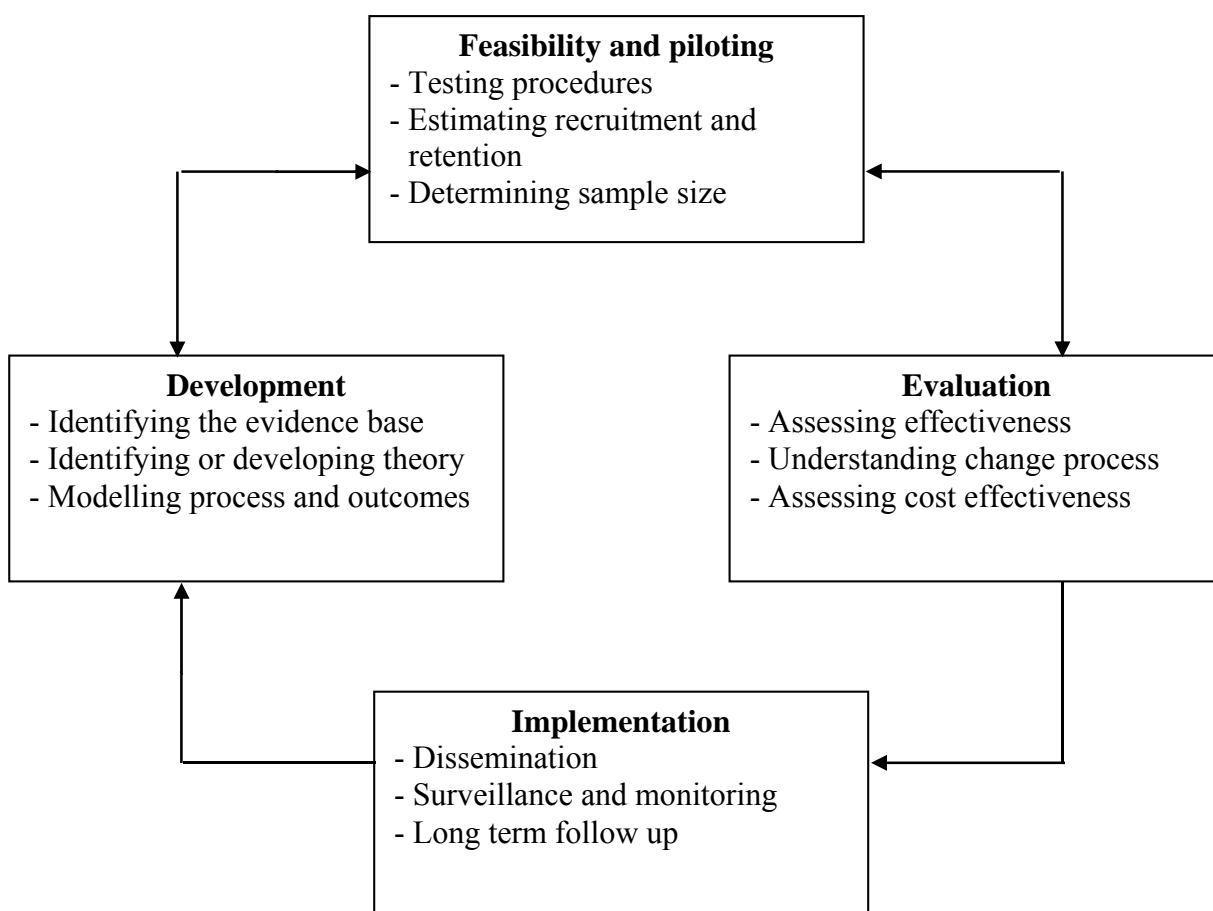 Feasibility and piloting
- Testing procedures
- Estimating recruitment and
retention
- Determining sample size
Development
- Identifying the evidence base
- Identifying or developing theory
- Modelling process and outcomes
Evaluation
- Assessing effectiveness
- Understanding change process
- Assessing cost effectiveness
Implementation
- Dissemination
- Surveillance and monitoring
- Long term follow up